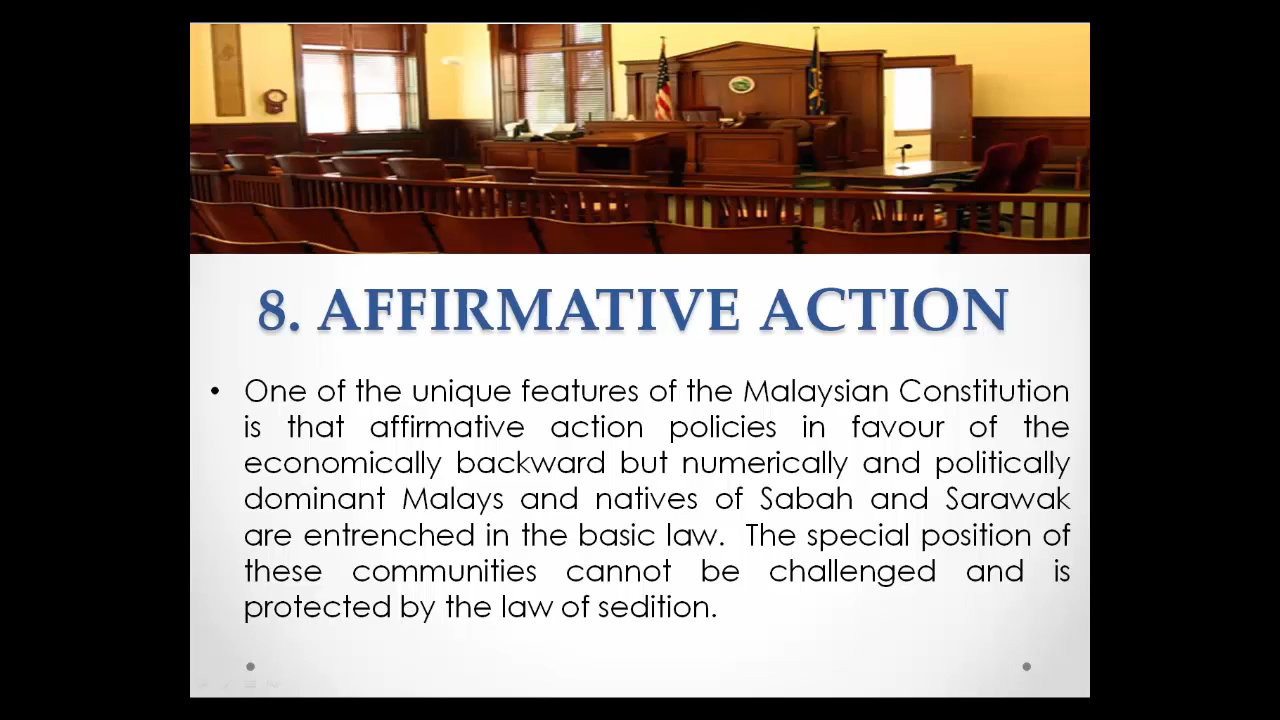 8. AFFIRMATIVE ACTION
• One of the unique features of the Malaysian Constitution
is that affirmative action policies in favour of the
economically backward but numerically and politically
dominant Malays and natives of Sabah and Sarawak
are entrenched in the basic law. The special position of
these communities cannot be challenged and is
protected by the law of sedition.